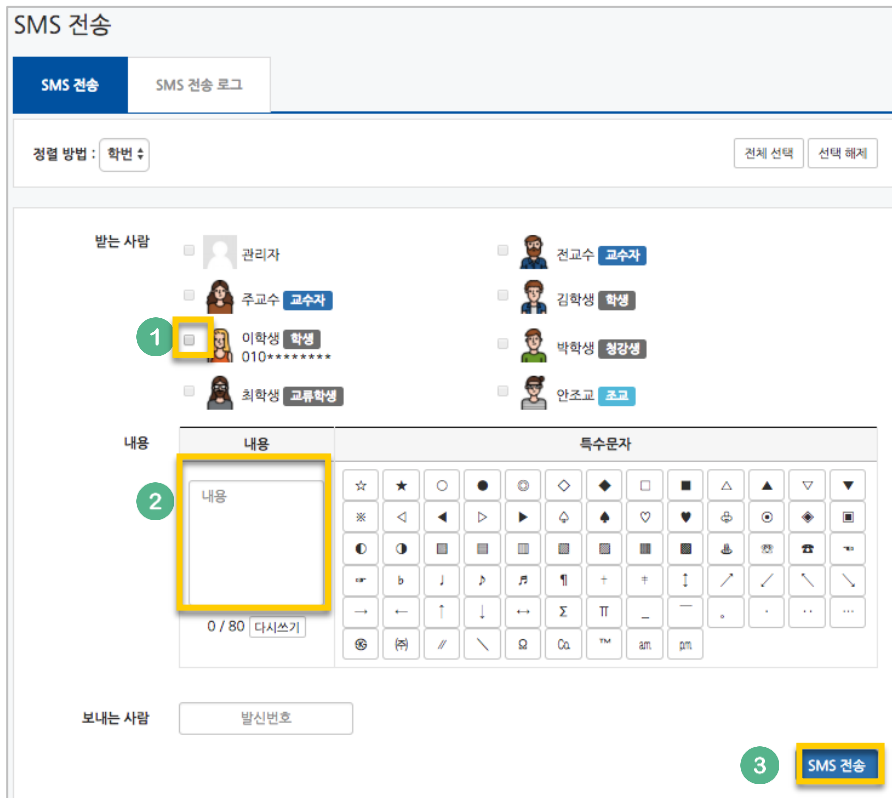 SMS 전송
SMS 전송 SMS 전송 로그
정렬 방법 : 학번 전체 선택 선택 해제
받는 사람 관리자 전교수 교수자
주교수 교수자 김학생 학생
1 이학생 학생 박학생 청강생
010********
최학생 교류학생 안조교 조교
내용 내용 특수문자
☆ ★ ○ ● ◎ ◇ ◆ □ ■ △ ▲ ▽ ▼
2 내용 ※ ◁ ◀ ▷ ▶ ♤ ♠ ♡ ♥ ♧ ⊙ ◈ ▣
◐ ◑ ▒ ▤ ▥ ▨ ▧ ▦ ▩ ♨ ☏ ☎ ☜
☞ ♭ ♩ ♪ ♬ ¶ † ‡ ↕ ↗ ↙ ↖ ↘
→ ← ↑ ↓ ↔ Σ Π _ ¯ 。 · ‥ …
0 / 80 다시쓰기 ㉿ ㈜ ∥ ＼ Ω ㏇ ™ ㏂ ㏘
보내는 사람 발신번호
3 SMS 전송